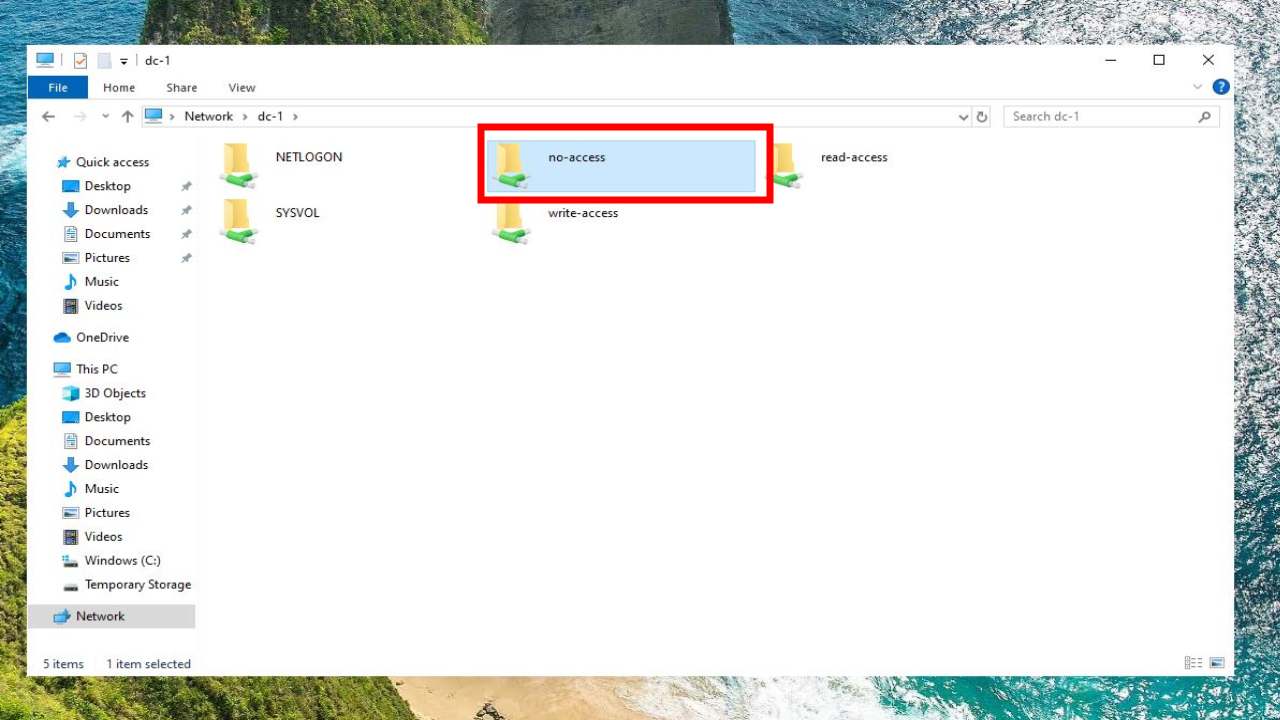 dc-1
File Home Share View
Network dc-1
Search dc-1
Quick access
Desktop
Downloads
Documents
Pictures
Music
Videos
OneDrive
This PC
3D Objects
Desktop
Documents
Downloads
Music
Pictures
Videos
Windows (C:)
Temporary Storage
Network
NETLOGON no-access read-access
SYSVOL write-access
5 items 1 item selected